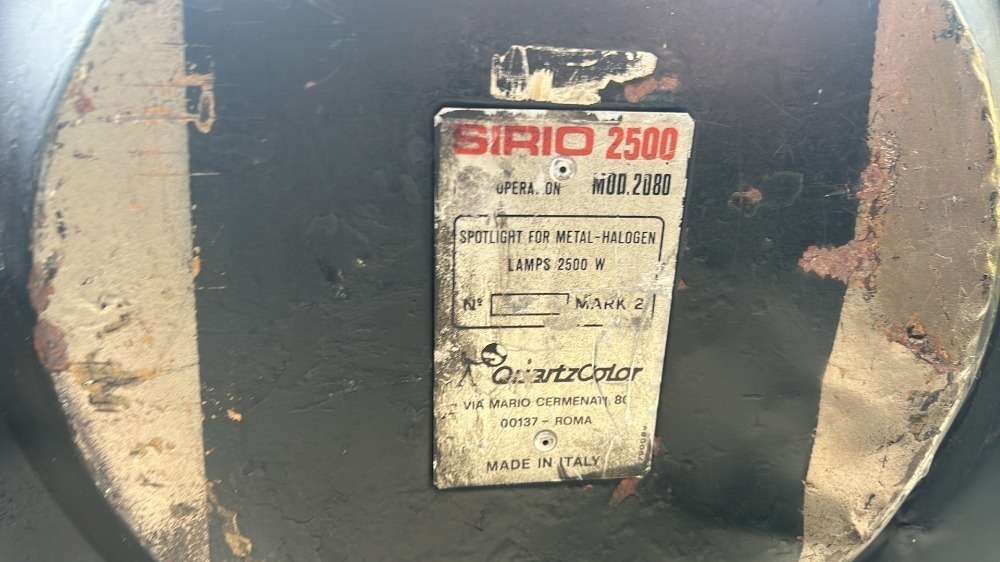 SIRIO 2500
OPERA. ON MOD.2080
SPOTLIGHT FOR METAL-HALOGEN
LAMPS 2500 W
Nº MARK 2
QuartzColor
VIA MARIO CERMENATI, 80
00137 - ROMA
MADE IN ITALY